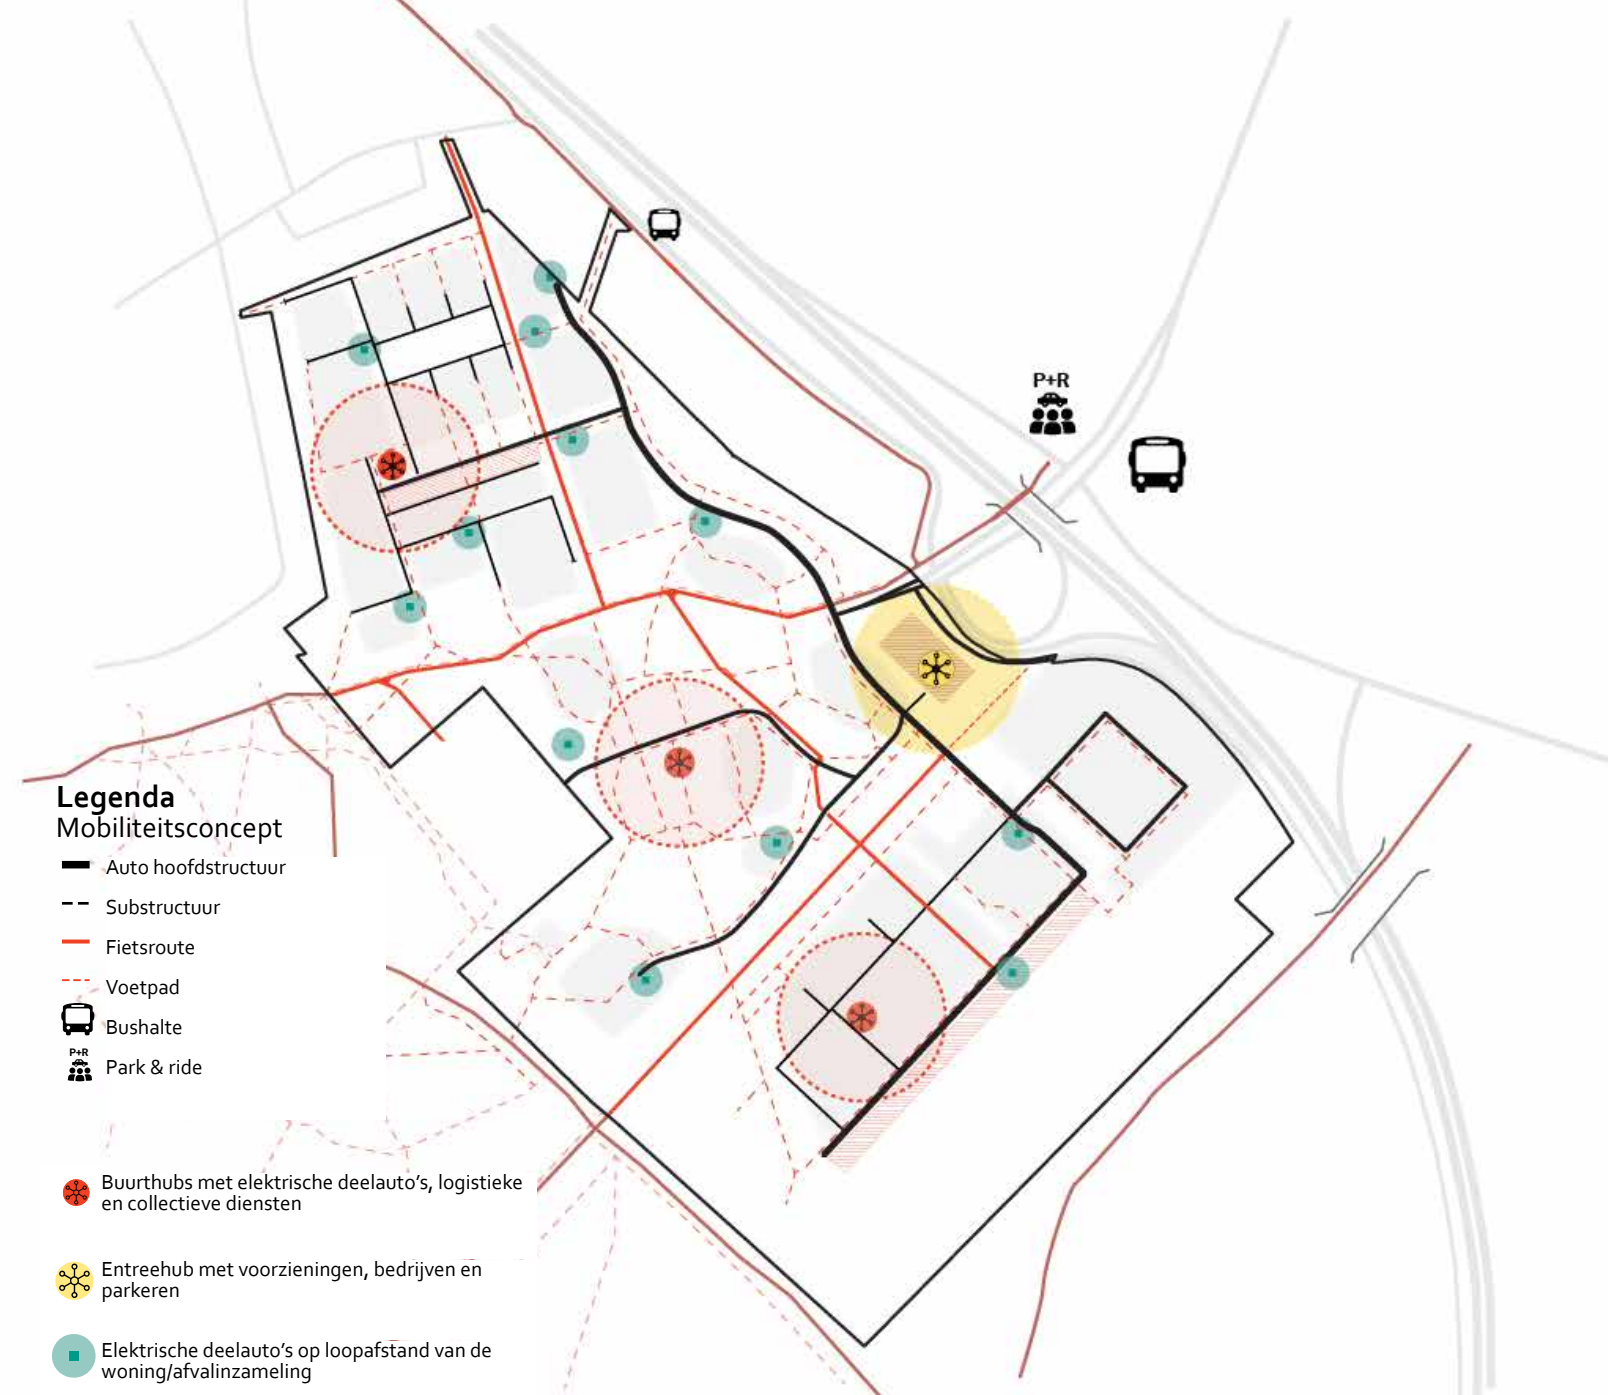 P+R
Legenda
Mobiliteitsconcept
Auto hoofdstructuur
Substructuur
Fietsroute
Voetpad
Bushalte
P+R
Park & ride
Buurthubs met elektrische deelauto's, logistieke
en collectieve diensten
Entreehub met voorzieningen, bedrijven en
parkeren
Elektrische deelauto's op loopafstand van de
woning/afvalinzameling